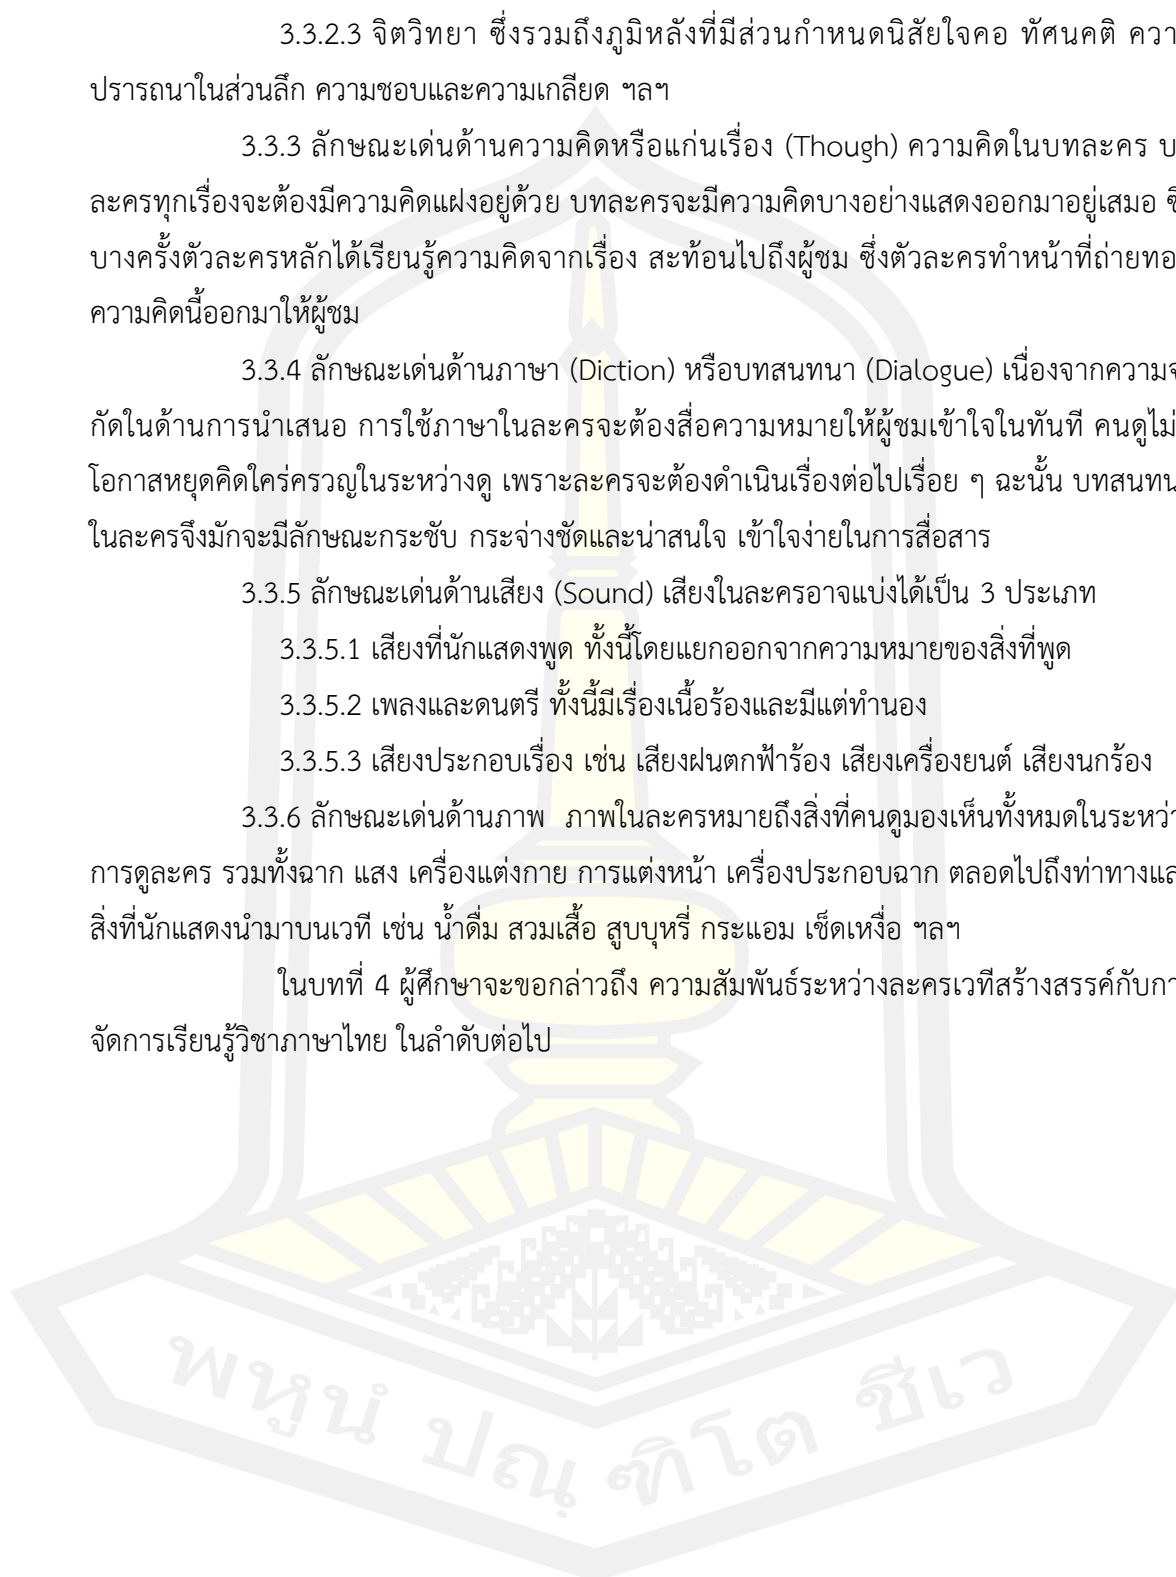 3.3.2.3 จิตวิทยา ซึ่งรวมถึงภูมิหลังที่มีส่วนกำหนดนิสัยใจคอ ทัศนคติ ควา
ปรารถนาในส่วนลึก ความชอบและความเกลียด ฯลฯ
3.3.3 ลักษณะเด่นด้านความคิดหรือแก่นเรื่อง (Though) ความคิดในบทละคร บ
ละครทุกเรื่องจะต้องมีความคิดแฝงอยู่ด้วย บทละครจะมีความคิดบางอย่างแสดงออกมาอยู่เสมอ ซึ
บางครั้งตัวละครหลักได้เรียนรู้ความคิดจากเรื่อง สะท้อนไปถึงผู้ชม ซึ่งตัวละครทำหน้าที่ถ่ายทอ
ความคิดนี้ออกมาให้ผู้ชม
3.3.4 ลักษณะเด่นด้านภาษา (Diction) หรือบทสนทนา (Dialogue) เนื่องจากความจ
กัดในด้านการนำเสนอ การใช้ภาษาในละครจะต้องสื่อความหมายให้ผู้ชมเข้าใจในทันที คนดูไม่
โอกาสหยุดคิดใคร่ครวญในระหว่างดู เพราะละครจะต้องดำเนินเรื่องต่อไปเรื่อย ๆ ฉะนั้น บทสนทน
ในละครจึงมักจะมีลักษณะกระชับ กระจ่างชัดและน่าสนใจ เข้าใจง่ายในการสื่อสาร
3.3.5 ลักษณะเด่นด้านเสียง (Sound) เสียงในละครอาจแบ่งได้เป็น 3 ประเภท
3.3.5.1 เสียงที่นักแสดงพูด ทั้งนี้โดยแยกออกจากความหมายของสิ่งที่พูด
3.3.5.2 เพลงและดนตรี ทั้งนี้มีเรื่องเนื้อร้องและมีแต่ทำนอง
3.3.5.3 เสียงประกอบเรื่อง เช่น เสียงฝนตกฟ้าร้อง เสียงเครื่องยนต์ เสียงนกร้อง
3.3.6 ลักษณะเด่นด้านภาพ ภาพในละครหมายถึงสิ่งที่คนดูมองเห็นทั้งหมดในระหว่า
การดูละคร รวมทั้งฉาก แสง เครื่องแต่งกาย การแต่งหน้า เครื่องประกอบฉาก ตลอดไปถึงท่าทางแล
สิ่งที่นักแสดงนำมาบนเวที เช่น น้ำดื่ม สวมเสื้อ สูบบุหรี่ กระแอม เช็ดเหงื่อ ฯลฯ
ในบทที่ 4 ผู้ศึกษาจะขอกล่าวถึง ความสัมพันธ์ระหว่างละครเวทีสร้างสรรค์กับกา
จัดการเรียนรู้วิชาภาษาไทย ในลำดับต่อไป
พหูนํ ปณฺฑิโต ชีเว